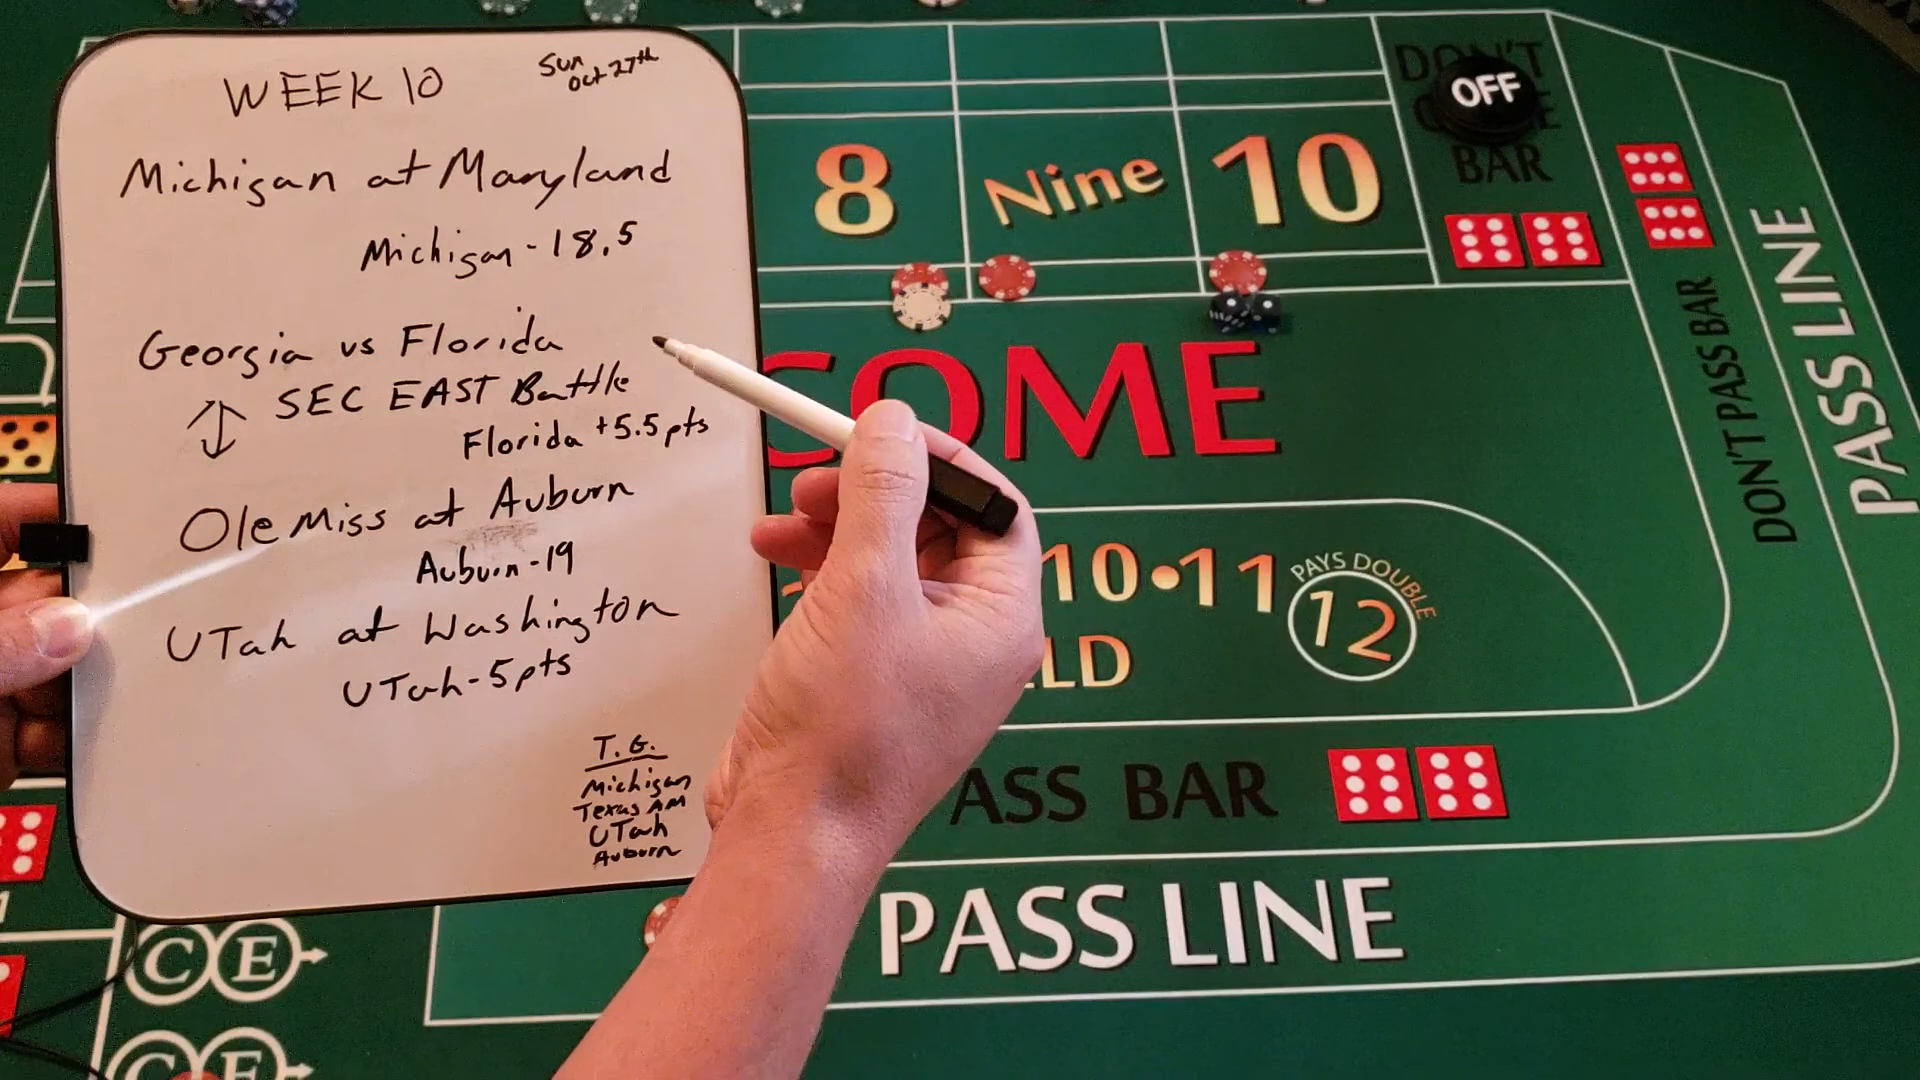 WEEK 10
Sun
Oct 27th
Michigan at Maryland
Michigan - 18.5
Georgia vs Florida
SEC EAST Battle
Florida +5.5 pts
Ole Miss at Auburn
Auburn - 19
UTah at Washington
UTah - 5 pts
T.G.
Michigan
Texas AM
UTah
Auburn
8
Nine
10
DON'T
BAR
OFF
COME
10•11
PAYS DOUBLE
12
LD
ASS BAR
PASS LINE
DON'T PASS BAR
PASS LINE
C E
C E